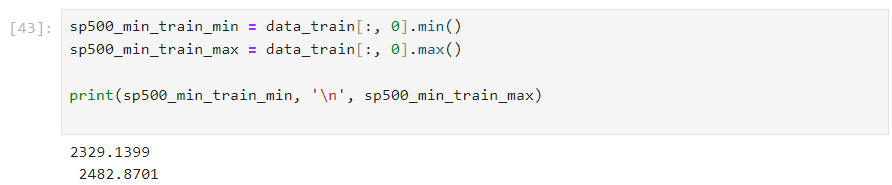 [43]:
sp500_min_train_min = data_train[:, 0].min()
sp500_min_train_max = data_train[:, 0].max()
print(sp500_min_train_min, '\n', sp500_min_train_max)
2329.1399
2482.8701